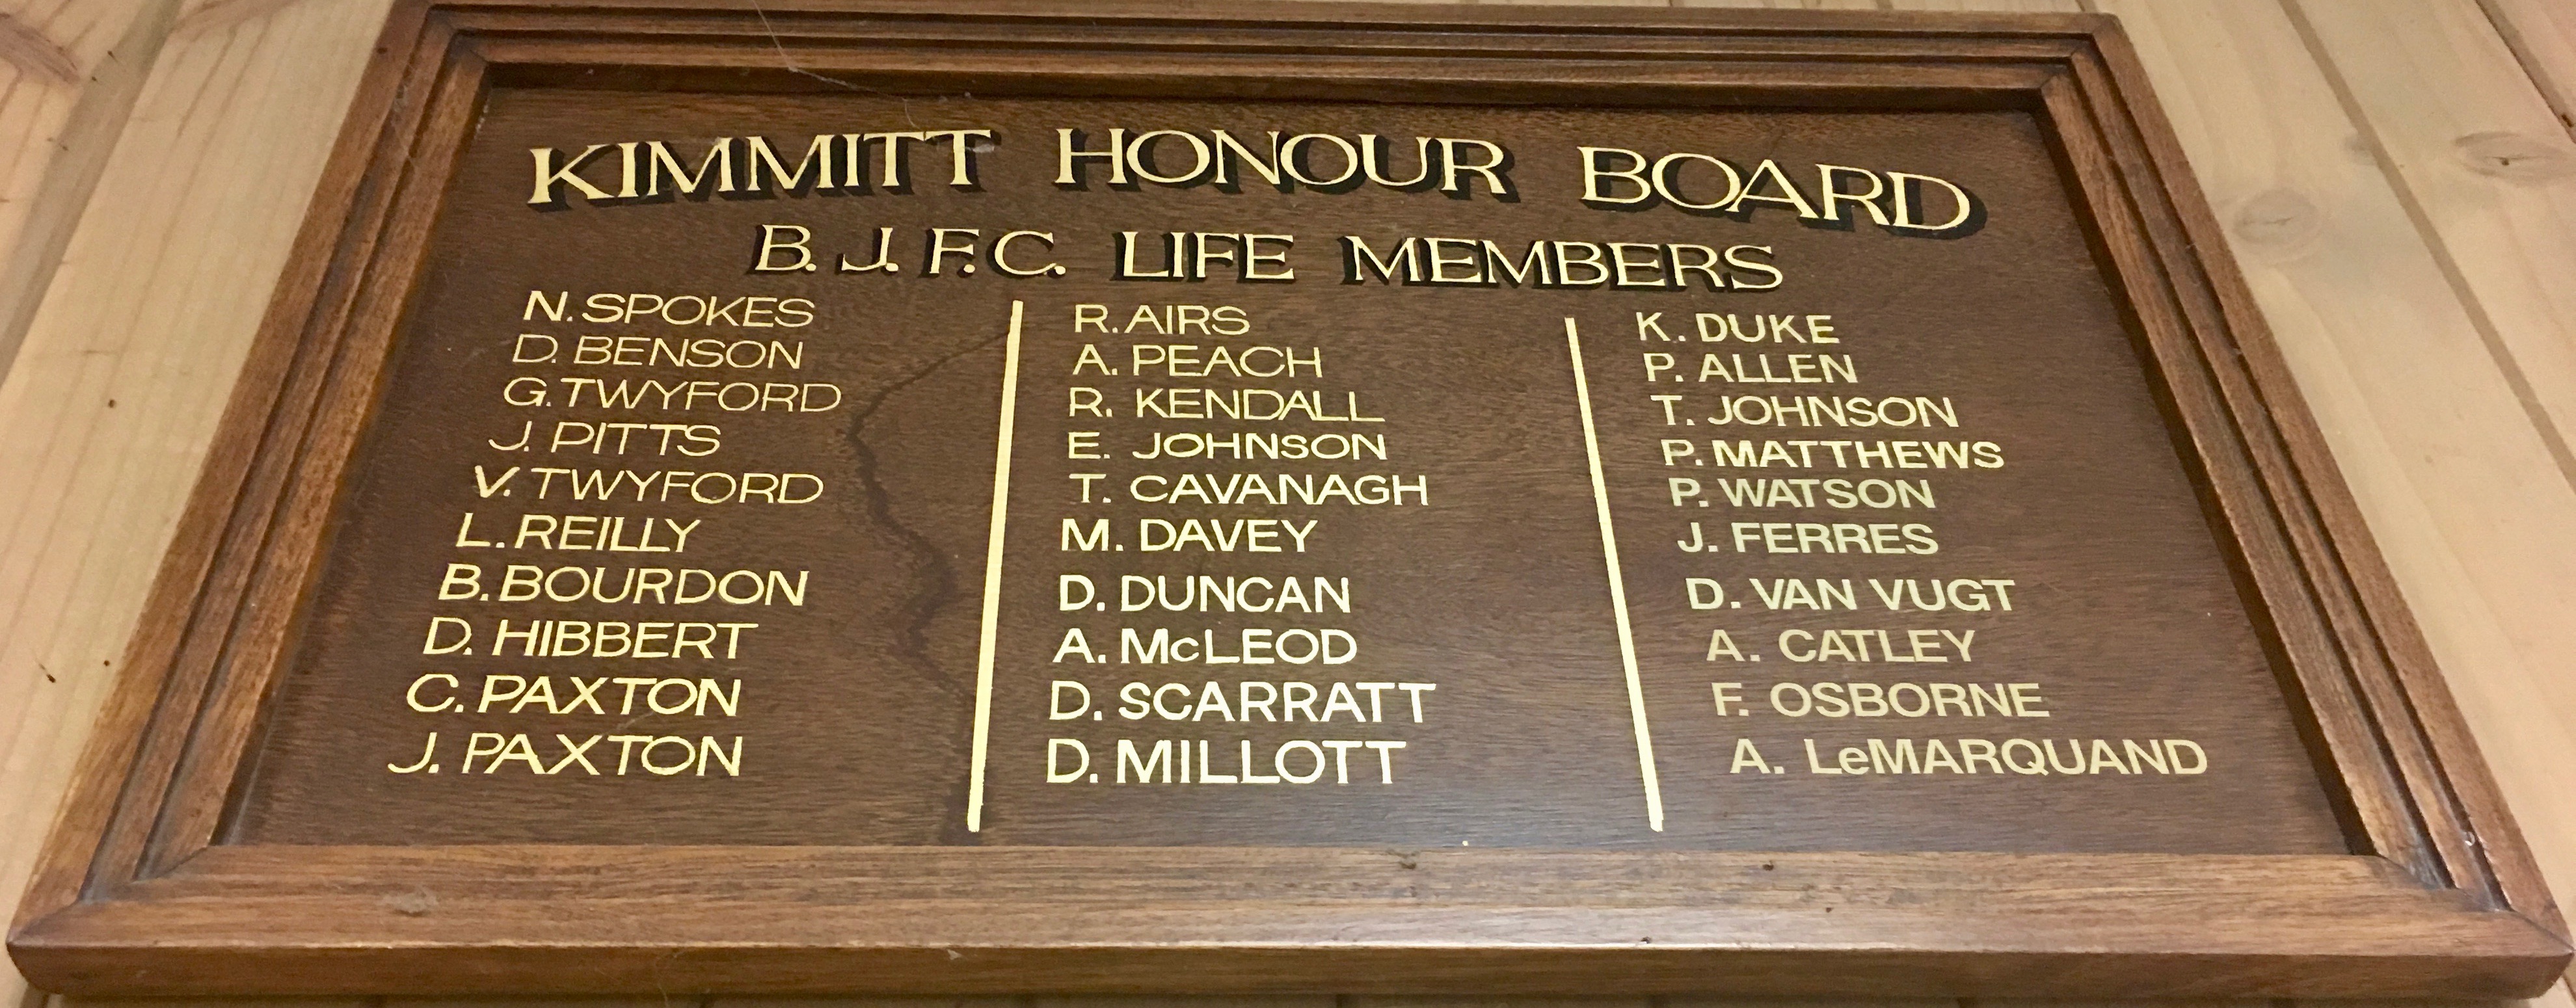 KIMMITT HONOUR BOARD
B. J. F. C. LIFE MEMBERS
N. SPOKES
D. BENSON
G. TWYFORD
J. PITTS
V. TWYFORD
L. REILLY
B. BOURDON
D. HIBBERT
C. PAXTON
J. PAXTON
R. AIRS
A. PEACH
R. KENDALL
E. JOHNSON
T. CAVANAGH
M. DAVEY
D. DUNCAN
A. McLEOD
D. SCARRATT
D. MILLOTT
K. DUKE
P. ALLEN
T. JOHNSON
P. MATTHEWS
P. WATSON
J. FERRES
D. VAN VUGT
A. CATLEY
F. OSBORNE
A. LeMARQUAND